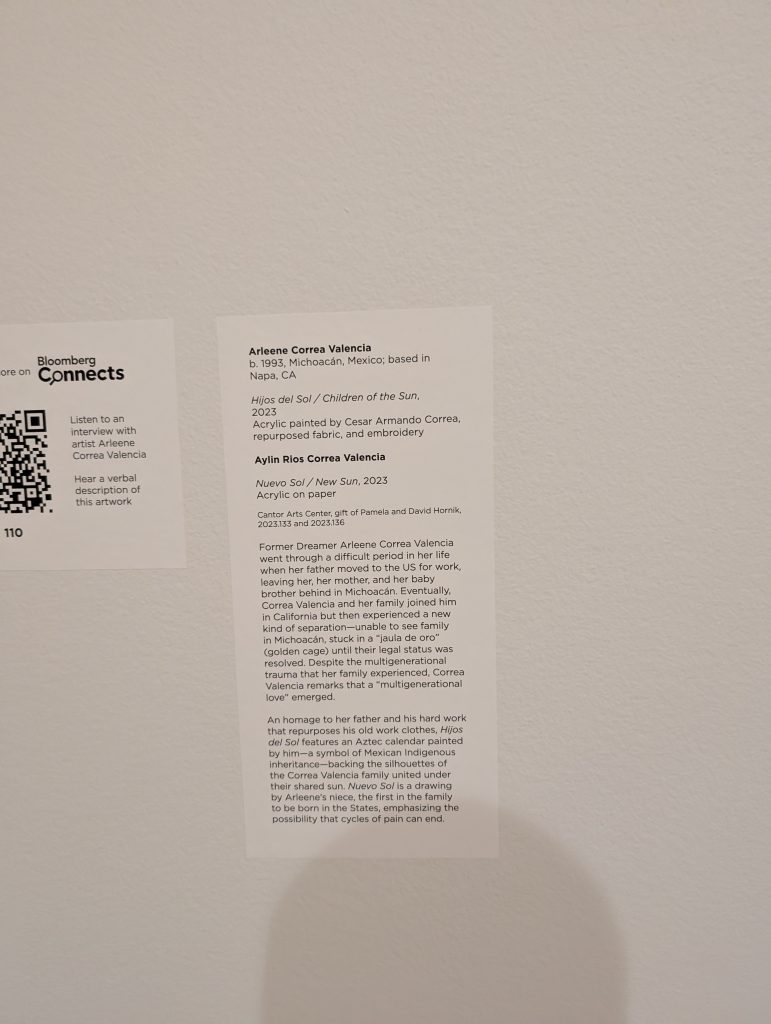 ore on Bloomberg Connects
Listen to an
interview with
artist Arleene
Correa Valencia
Hear a verbal
description of
this artwork
110
Arleene Correa Valencia
b. 1993, Michoacán, Mexico; based in
Napa, CA
Hijos del Sol / Children of the Sun,
2023
Acrylic painted by Cesar Armando Correa,
repurposed fabric, and embroidery
Aylin Rios Correa Valencia
Nuevo Sol / New Sun, 2023
Acrylic on paper
Cantor Arts Center, gift of Pamela and David Hornik,
2023.133 and 2023.136
Former Dreamer Arleene Correa Valencia
went through a difficult period in her life
when her father moved to the US for work,
leaving her, her mother, and her baby
brother behind in Michoacán. Eventually,
Correa Valencia and her family joined him
in California but then experienced a new
kind of separation—unable to see family
in Michoacán, stuck in a “jaula de oro”
(golden cage) until their legal status was
resolved. Despite the multigenerational
trauma that her family experienced, Correa
Valencia remarks that a “multigenerational
love” emerged.
An homage to her father and his hard work
that repurposes his old work clothes, Hijos
del Sol features an Aztec calendar painted
by him—a symbol of Mexican Indigenous
inheritance—backing the silhouettes of
the Correa Valencia family united under
their shared sun. Nuevo Sol is a drawing
by Arleene’s niece, the first in the family
to be born in the States, emphasizing the
possibility that cycles of pain can end.